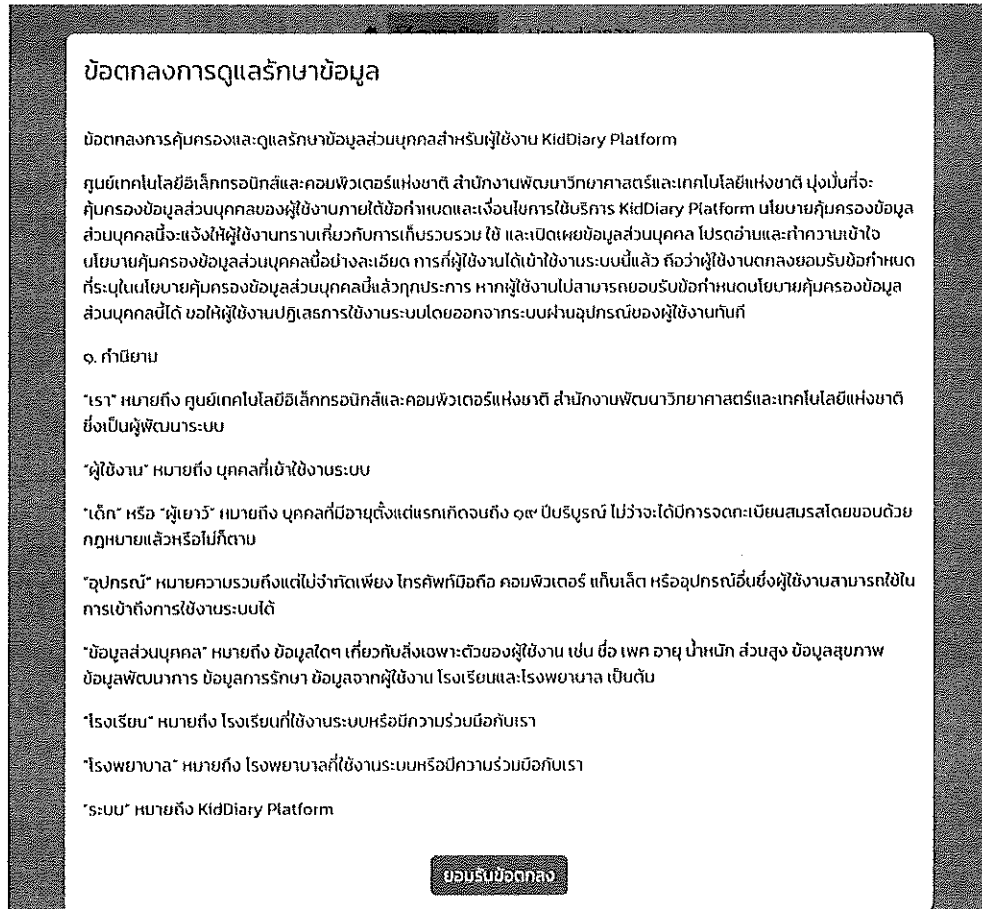 ข้อตกลงการดูแลรักษาข้อมูล
ข้อตกลงการคุ้มครองและดูแลรักษาข้อมูลส่วนบุคคลสำหรับผู้ใช้งาน KidDiary Platform
ศูนย์เทคโนโลยีอิเล็กทรอนิกส์และคอมพิวเตอร์แห่งชาติ สำนักงานพัฒนาวิทยาศาสตร์และเทคโนโลยีแห่งชาติ มุ่งมั่นที่จะ
คุ้มครองข้อมูลส่วนบุคคลของผู้ใช้งานภายใต้ข้อกำหนดและเงื่อนไขการใช้บริการ KidDiary Platform นโยบายคุ้มครองข้อมูล
ส่วนบุคคลนี้จะแจ้งให้ผู้ใช้งานทราบเกี่ยวกับการเก็บรวบรวม ใช้ และเปิดเผยข้อมูลส่วนบุคคล โปรดอ่านและทำความเข้าใจ
นโยบายคุ้มครองข้อมูลส่วนบุคคลนี้อย่างละเอียด การที่ผู้ใช้งานได้เข้าใช้งานระบบนี้แล้ว ถือว่าผู้ใช้งานตกลงยอมรับข้อกำหนด
ที่ระบุในนโยบายคุ้มครองข้อมูลส่วนบุคคลนี้แล้วทุกประการ หากผู้ใช้งานไม่สามารถยอมรับข้อกำหนดนโยบายคุ้มครองข้อมูล
ส่วนบุคคลนี้ได้ ขอให้ผู้ใช้งานปฏิเสธการใช้งานระบบโดยออกจากระบบผ่านอุปกรณ์ของผู้ใช้งานทันที
๑. คำนิยาม
"เรา" หมายถึง ศูนย์เทคโนโลยีอิเล็กทรอนิกส์และคอมพิวเตอร์แห่งชาติ สำนักงานพัฒนาวิทยาศาสตร์และเทคโนโลยีแห่งชาติ
ซึ่งเป็นผู้พัฒนาระบบ
"ผู้ใช้งาน" หมายถึง บุคคลที่เข้าใช้งานระบบ
"เด็ก" หรือ "ผู้เยาว์" หมายถึง บุคคลที่มีอายุตั้งแต่แรกเกิดจนถึง ๑๙ ปีบริบูรณ์ ไม่ว่าจะได้มีการจดทะเบียนสมรสโดยชอบด้วย
กฎหมายแล้วหรือไม่ก็ตาม
"อุปกรณ์" หมายความรวมถึงแต่ไม่จำกัดเพียง โทรศัพท์มือถือ คอมพิวเตอร์ แท็บเล็ต หรืออุปกรณ์อื่นซึ่งผู้ใช้งานสามารถใช้ใน
การเข้าถึงการใช้งานระบบได้
"ข้อมูลส่วนบุคคล" หมายถึง ข้อมูลใดๆ เกี่ยวกับสิ่งเฉพาะตัวของผู้ใช้งาน เช่น ชื่อ เพศ อายุ น้ำหนัก ส่วนสูง ข้อมูลสุขภาพ
ข้อมูลพัฒนาการ ข้อมูลการรักษา ข้อมูลจากผู้ใช้งาน โรงเรียนและโรงพยาบาล เป็นต้น
"โรงเรียน" หมายถึง โรงเรียนที่ใช้งานระบบหรือมีความร่วมมือกับเรา
"โรงพยาบาล" หมายถึง โรงพยาบาลที่ใช้งานระบบหรือมีความร่วมมือกับเรา
"ระบบ" หมายถึง KidDiary Platform
ยอมรับข้อตกลง